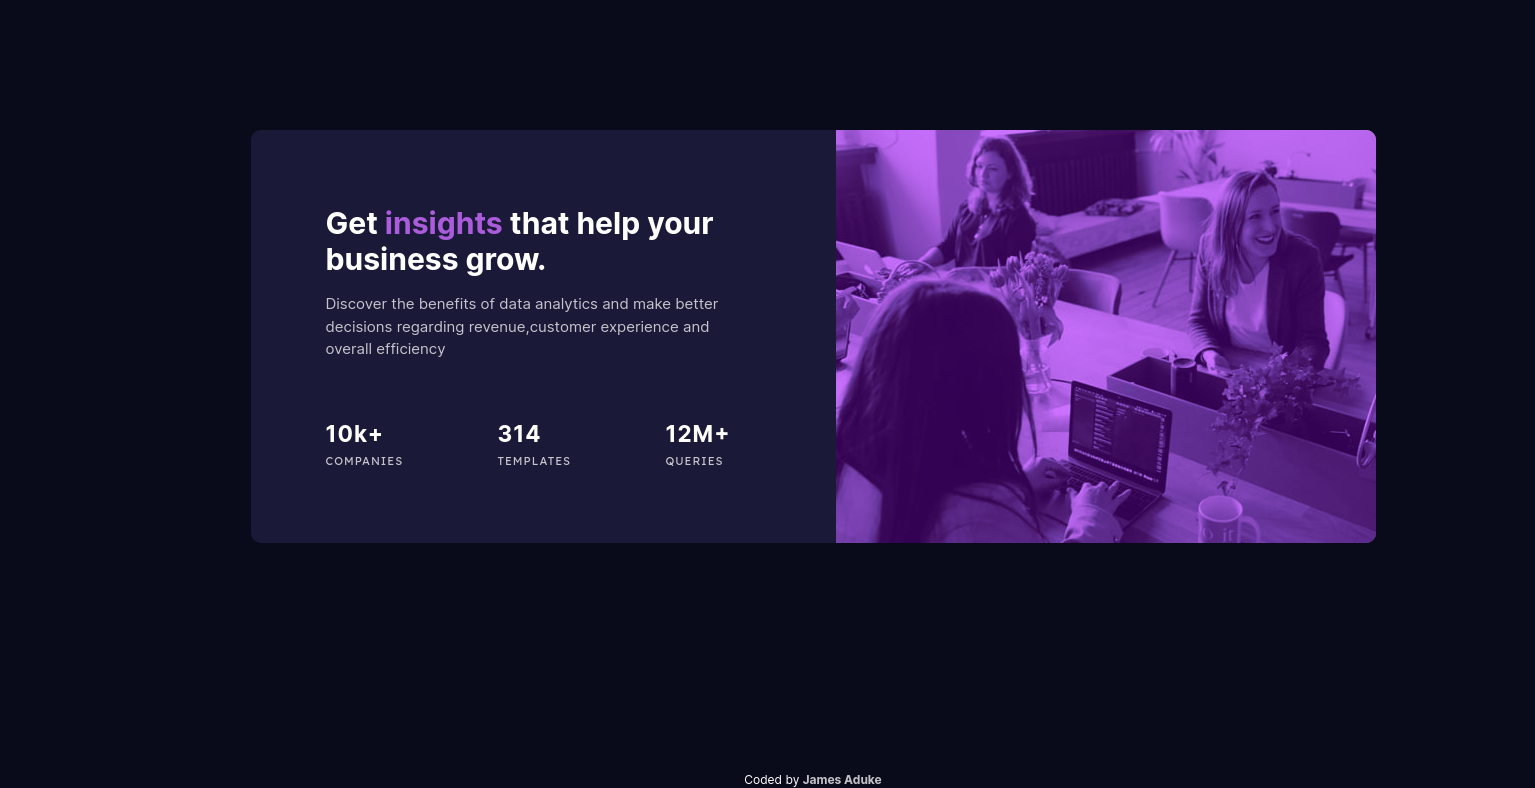 Get insights that help your
business grow.
Discover the benefits of data analytics and make better
decisions regarding revenue,customer experience and
overall efficiency
10k+ 314 12M+
COMPANIES TEMPLATES QUERIES
Coded by James Aduke